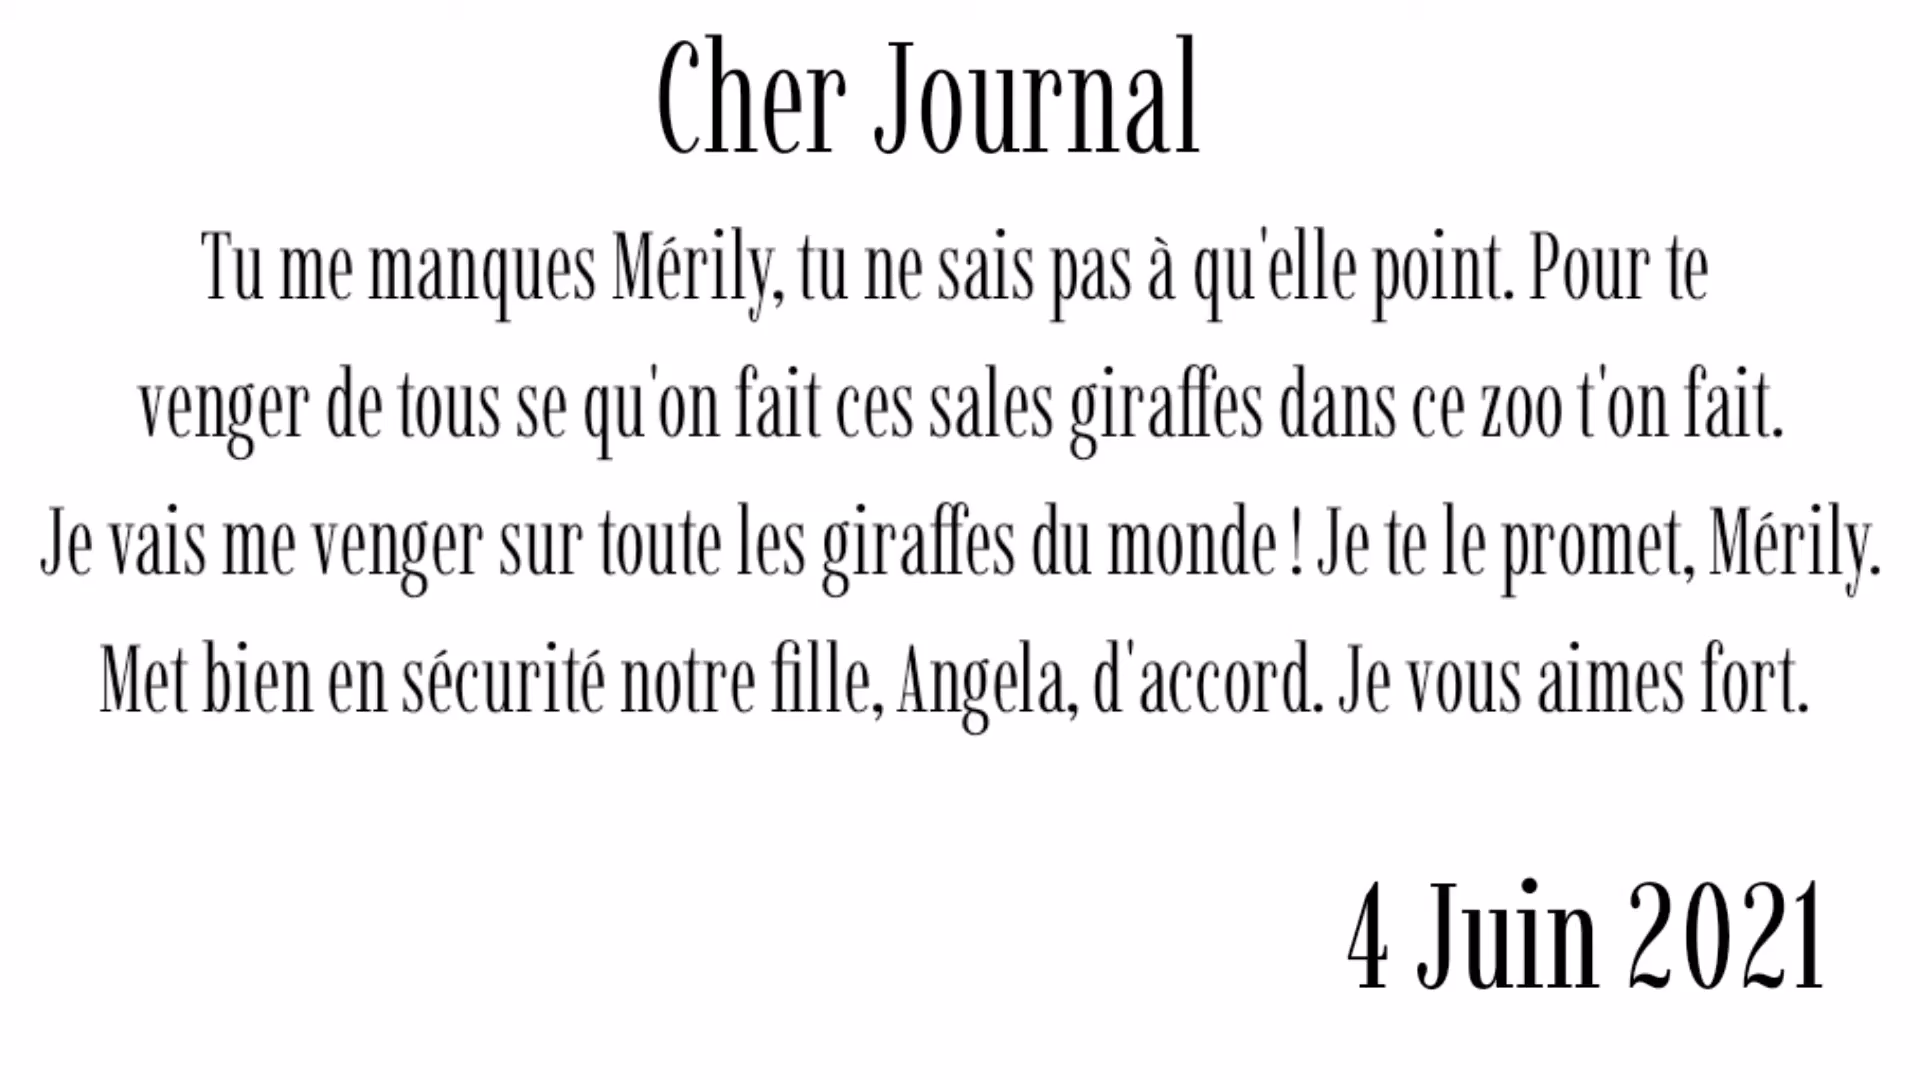 Cher Journal
Tu me manques Mérily, tu ne sais pas à qu'elle point. Pour te
venger de tous se qu'on fait ces sales giraffes dans ce zoo t'on fait.
Je vais me venger sur toute les giraffes du monde ! Je te le promet, Mérily.
Met bien en sécurité notre fille, Angela, d'accord. Je vous aimes fort.
4 Juin 2021